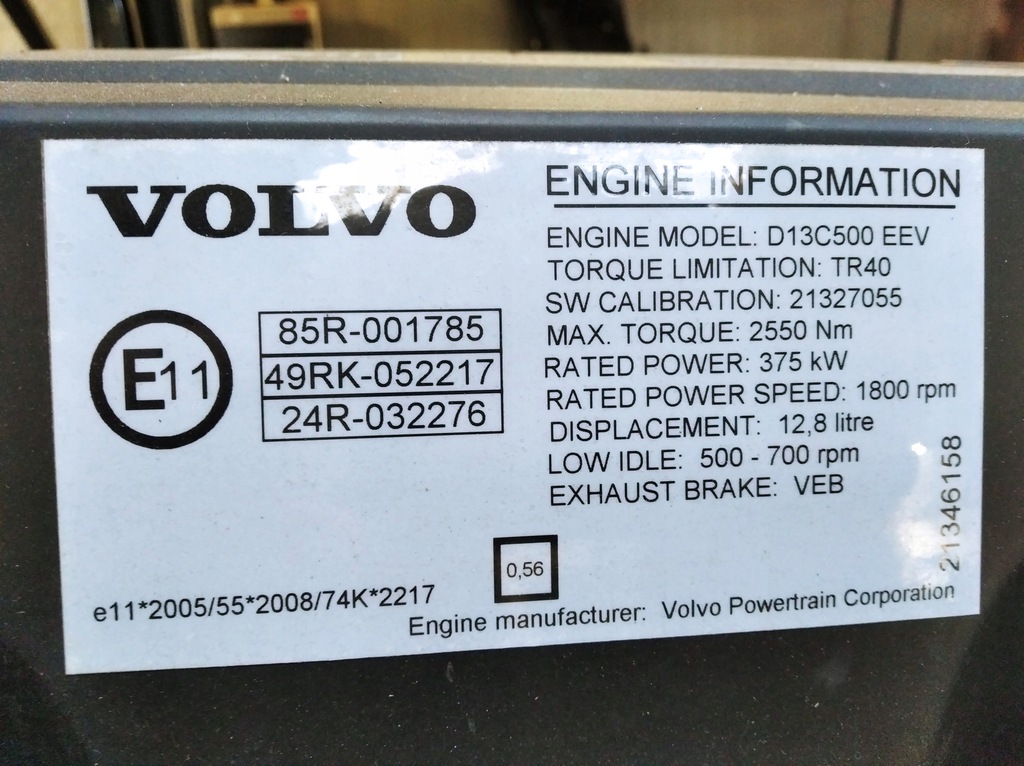 VOLVO
E11
85R-001785
49RK-052217
24R-032276
ENGINE INFORMATION
ENGINE MODEL: D13C500 EEV
TORQUE LIMITATION: TR40
SW CALIBRATION: 21327055
MAX. TORQUE: 2550 Nm
RATED POWER: 375 kW
RATED POWER SPEED: 1800 rpm
DISPLACEMENT: 12,8 litre
LOW IDLE: 500 - 700 rpm
EXHAUST BRAKE: VEB
21346158
0,56
e11*2005/55*2008/74K*2217
Engine manufacturer: Volvo Powertrain Corporation